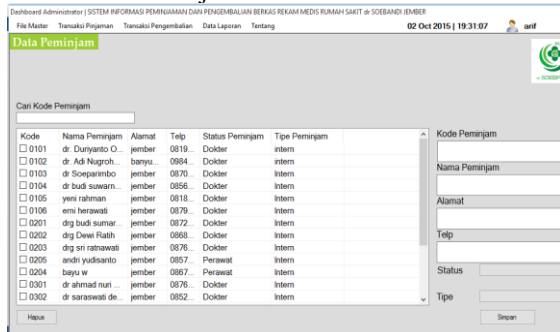 Dashboard Administrator | SISTEM INFORMASI PEMINJAMAN DAN PENGEMBALIAN BERKAS REKAM MEDIS RUMAH SAKIT dr SOEBANDI JEMBER
File Master Transaksi Pinjaman Transaksi Pengembalian Data Laporan Tentang 02 Oct 2015 | 19:31:07 arif
Data Peminjam
Cari Kode Peminjam
Kode Nama Peminjam Alamat Telp Status Peminjam Tipe Peminjam
0101 dr. Duriyanto O... jember 0819... Dokter intern
0102 dr. Adi Nugroh... banyu... 0984... Dokter intern
0103 dr Soeparimbo jember 0870... Dokter Intern
0104 dr budi suwarn... jember 0856... Dokter Intern
0105 yeni rahman jember 0818... Dokter Intern
0106 erni herawati jember 0879... Dokter Intern
0201 drg budi sumar... jember 0872... Dokter Intern
0202 drg Dewi Ratih jember 0868... Dokter Intern
0203 drg sri ratnawati jember 0876... Dokter Intern
0205 andri yudisanto jember 0857... Perawat Intern
0204 bayu w jember 0867... Perawat Intern
0301 dr ahmad nuri ... jember 0876... Dokter Intern
0302 dr saraswati de... jember 0852... Dokter Intern
Hapus
Kode Peminjam
Nama Peminjam
Alamat
Telp
Status
Tipe
Simpan